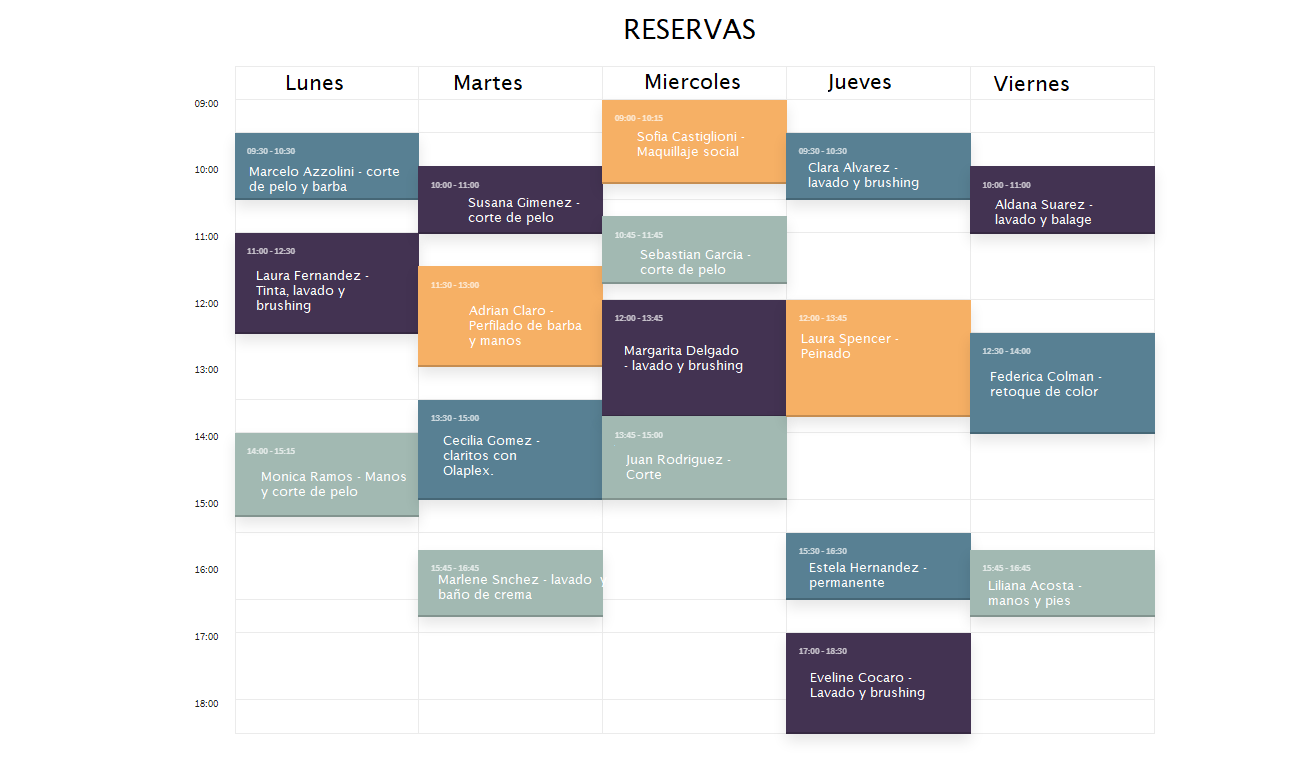 RESERVAS
Lunes
Martes
Miercoles
Jueves
Viernes
09:00
10:00
11:00
12:00
13:00
14:00
15:00
16:00
17:00
18:00
09:30 - 10:30
Marcelo Azzolini - corte
de pelo y barba
11:00 - 12:30
Laura Fernandez -
Tinta, lavado y
brushing
14:00 - 15:15
Monica Ramos - Manos
y corte de pelo
10:00 - 11:00
Susana Gimenez -
corte de pelo
11:30 - 13:00
Adrian Claro -
Perfilado de barba
y manos
13:30 - 15:00
Cecilia Gomez -
claritos con
Olaplex.
15:45 - 16:45
Marlene Snchez - lavado y
baño de crema
09:00 - 10:15
Sofia Castiglioni -
Maquillaje social
10:45 - 11:45
Sebastian Garcia -
corte de pelo
12:00 - 13:45
Margarita Delgado
- lavado y brushing
13:45 - 15:00
Juan Rodriguez -
Corte
09:30 - 10:30
Clara Alvarez -
lavado y brushing
12:00 - 13:45
Laura Spencer -
Peinado
15:30 - 16:30
Estela Hernandez -
permanente
17:00 - 18:30
Eveline Cocaro -
Lavado y brushing
10:00 - 11:00
Aldana Suarez -
lavado y balage
12:30 - 14:00
Federica Colman -
retoque de color
15:45 - 16:45
Liliana Acosta -
manos y pies